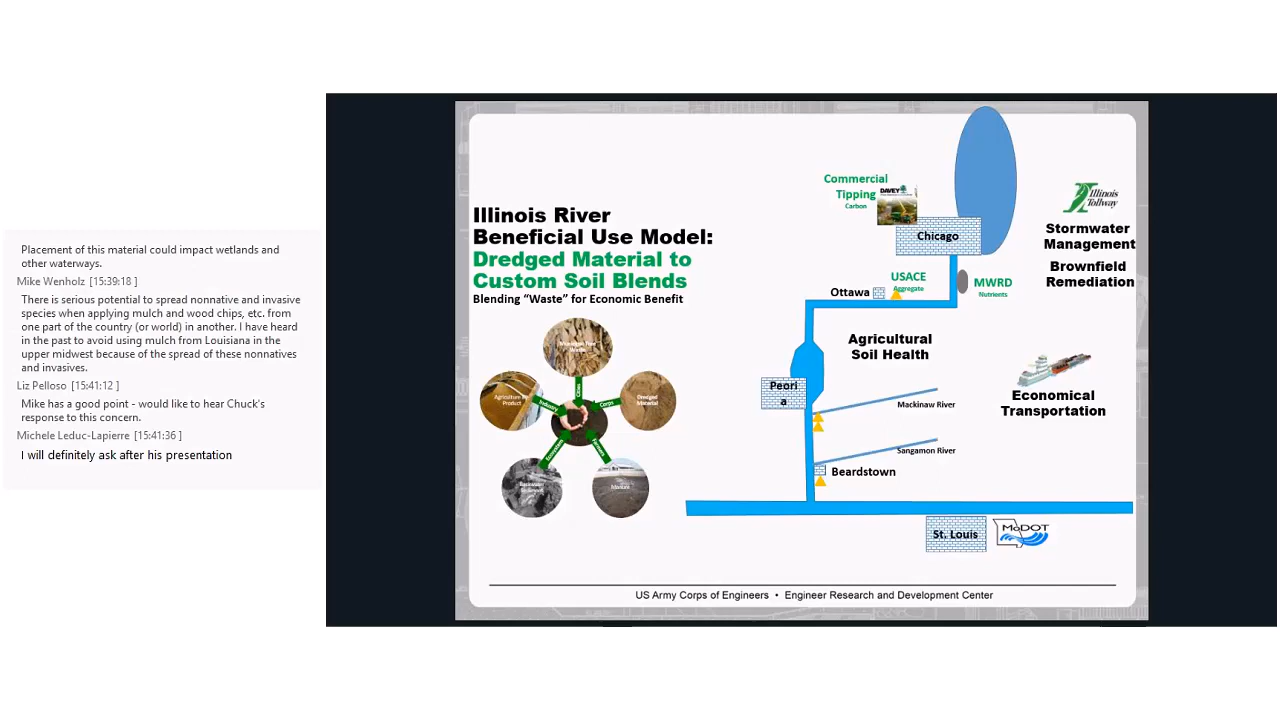 Placement of this material could impact wetlands and
other waterways.
Mike Wenholz [15:39:18 ]
There is serious potential to spread nonnative and invasive
species when applying mulch and wood chips, etc. from
one part of the country (or world) in another. I have heard
in the past to avoid using mulch from Louisiana in the
upper midwest because of the spread of these nonnatives
and invasives.
Liz Pelloso [15:41:12 ]
Mike has a good point - would like to hear Chuck's
response to this concern.
Michele Leduc-Lapierre [15:41:36 ]
I will definitely ask after his presentation
Illinois River
Beneficial Use Model:
Dredged Material to
Custom Soil Blends
Blending “Waste” for Economic Benefit
Cities
Industry
Corps
Dredged
Material
Commercial
Tipping
Carbon
DAVEY
Chicago
USACE
Aggregate
MWRD
Nutrients
Ottawa
Agricultural
Soil Health
Peori
a
Mackinaw River
Sangamon River
Beardstown
St. Louis
MoDOT
Illinois
Tollway
Stormwater
Management
Brownfield
Remediation
Economical
Transportation
US Army Corps of Engineers • Engineer Research and Development Center